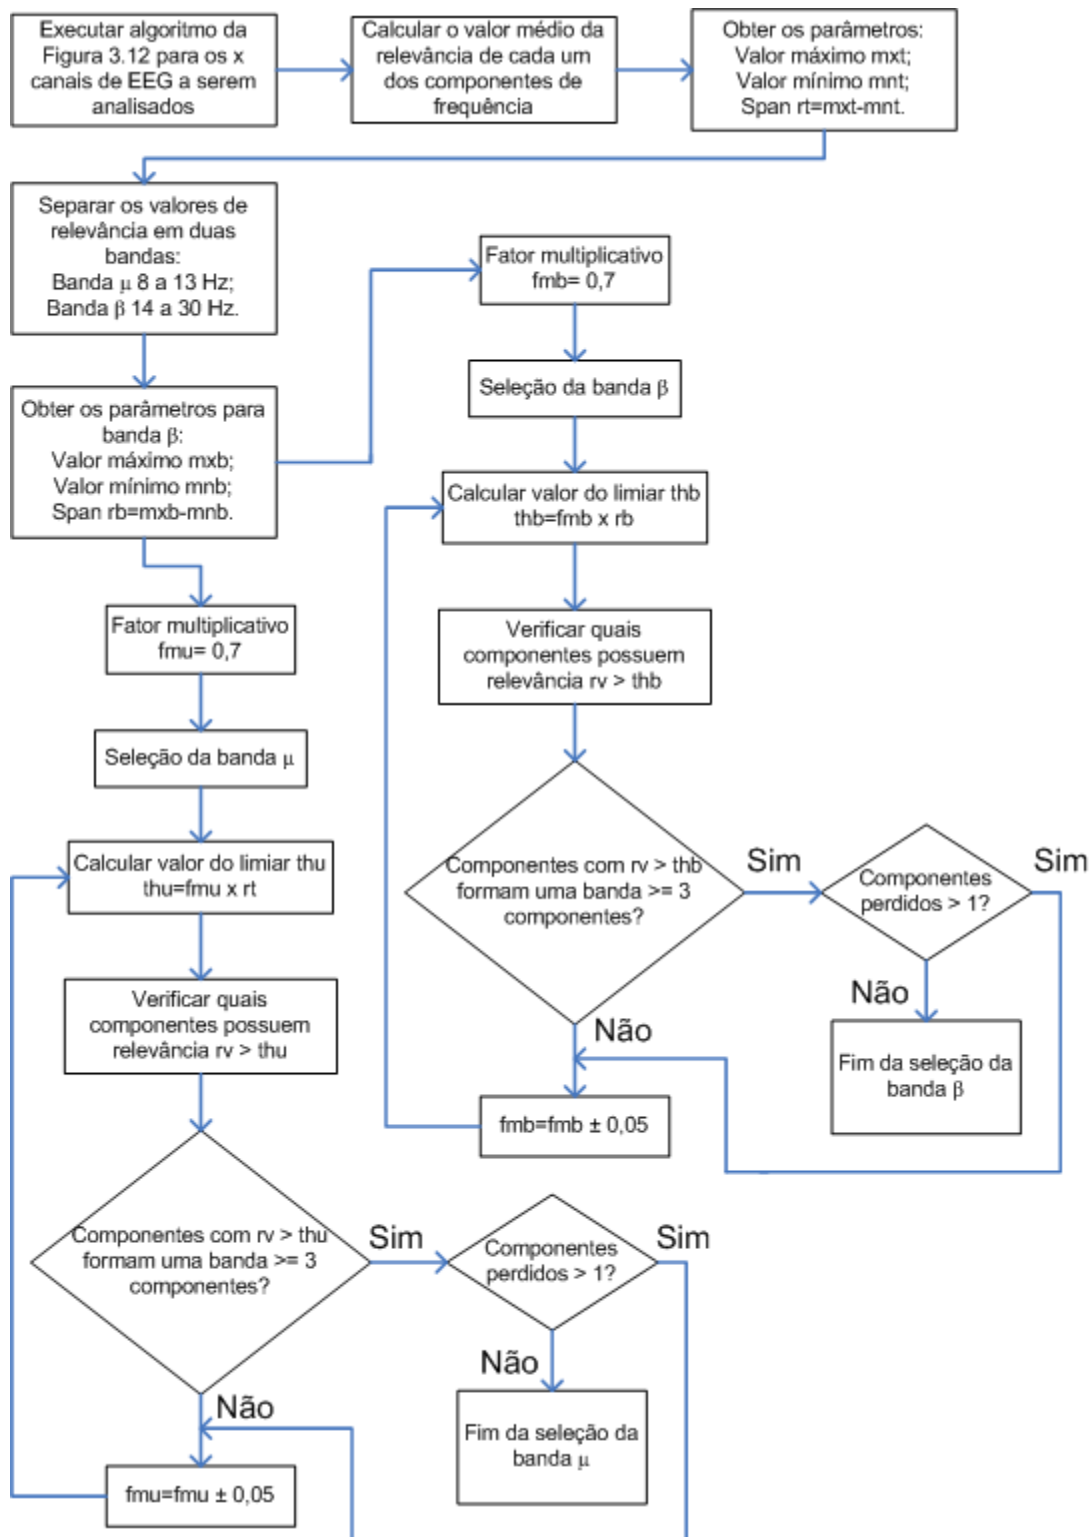 Executar algoritmo da
Figura 3.12 para os x
canais de EEG a serem
analisados
Calcular o valor médio da
relevância de cada um
dos componentes de
frequência
Obter os parâmetros:
Valor máximo mxt;
Valor mínimo mnt;
Span rt=mxt-mnt.
Separar os valores de
relevância em duas
bandas:
Banda μ 8 a 13 Hz;
Banda β 14 a 30 Hz.
Obter os parâmetros para
banda β:
Valor máximo mxb;
Valor mínimo mnb;
Span rb=mxb-mnb.
Fator multiplicativo
fmb= 0,7
Seleção da banda β
Calcular valor do limiar thb
thb=fmb x rb
Verificar quais
componentes possuem
relevância rv > thb
Componentes com rv > thb
formam uma banda >= 3
componentes?
Sim
Componentes
perdidos > 1?
Sim
Não
Não
Fim da seleção da
banda β
fmb=fmb ± 0,05
Fator multiplicativo
fmu= 0,7
Seleção da banda μ
Calcular valor do limiar thu
thu=fmu x rt
Verificar quais
componentes possuem
relevância rv > thu
Componentes com rv > thu
formam uma banda >= 3
componentes?
Sim
Componentes
perdidos > 1?
Sim
Não
Não
Fim da seleção da
banda μ
fmu=fmu ± 0,05